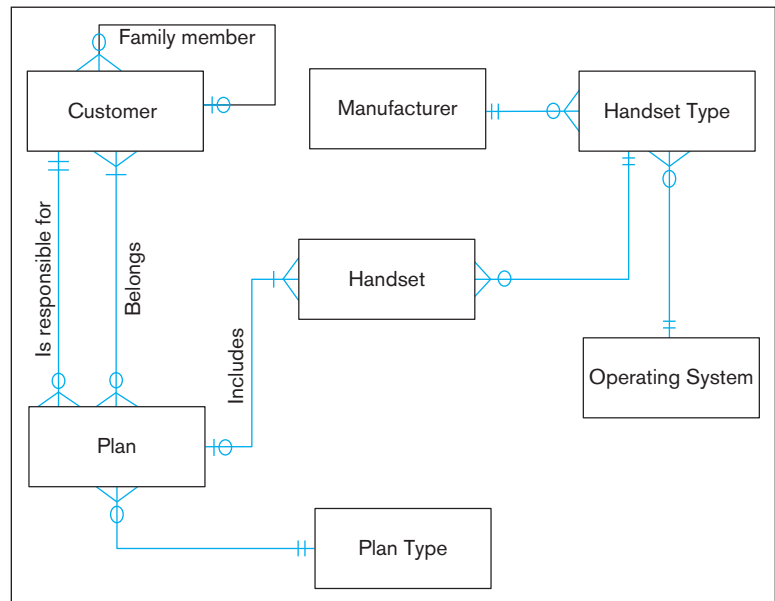 Family member
Customer
Manufacturer
Handset Type
Is responsible for
Belongs
Handset
Includes
Operating System
Plan
Plan Type